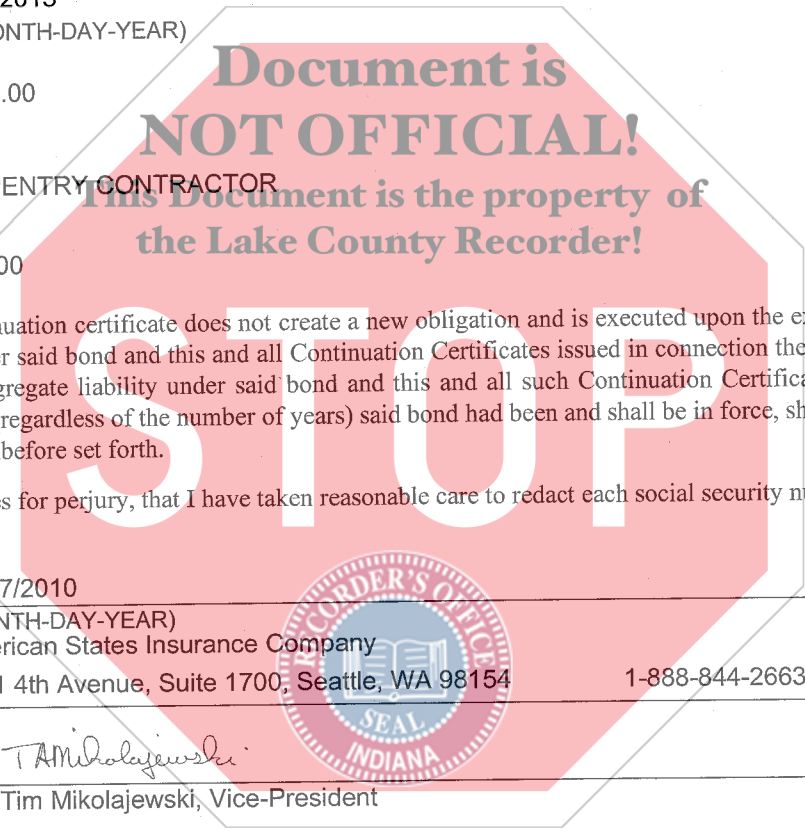 2013
ONTH-DAY-YEAR)
Document is
.00
NOT OFFICIAL!
ENTRY CONTRACTOR
This Document is the property of
the Lake County Recorder!
00
STOP
nuation certificate does not create a new obligation and is executed upon the e
r said bond and this and all Continuation Certificates issued in connection the
gregate liability under said bond and this and all such Continuation Certifica
regardless of the number of years) said bond had been and shall be in force, sh
before set forth.
s for perjury, that I have taken reasonable care to redact each social security nu
7/2010
NTH-DAY-YEAR)
erican States Insurance Company
1 4th Avenue, Suite 1700, Seattle, WA 98154 1-888-844-2663
RECORDER'S OFFICE
SEAL
INDIANA
TAMikolajewski
Tim Mikolajewski, Vice-President